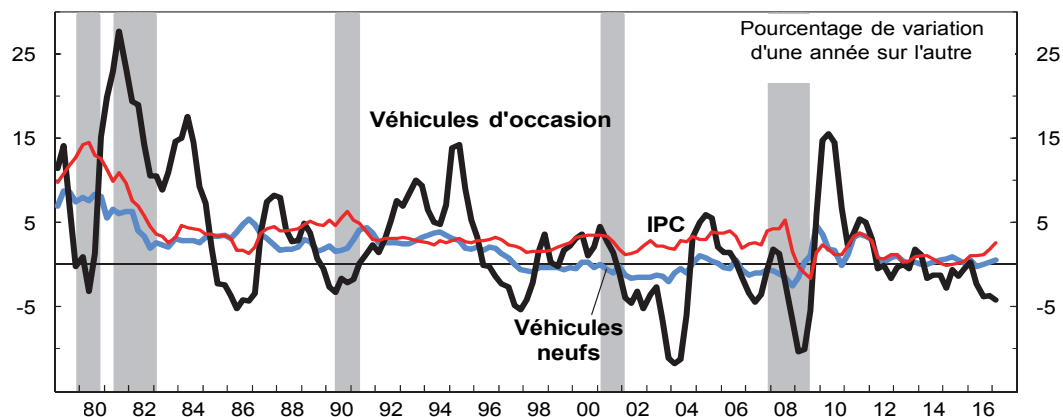 Pourcentage de variation
d'une année sur l'autre
25 25
Véhicules d'occasion
15 15
IPC
5 5
-5 -5
Véhicules
neufs
80 82 84 86 88 90 92 94 96 98 00 02 04 06 08 10 12 14 16